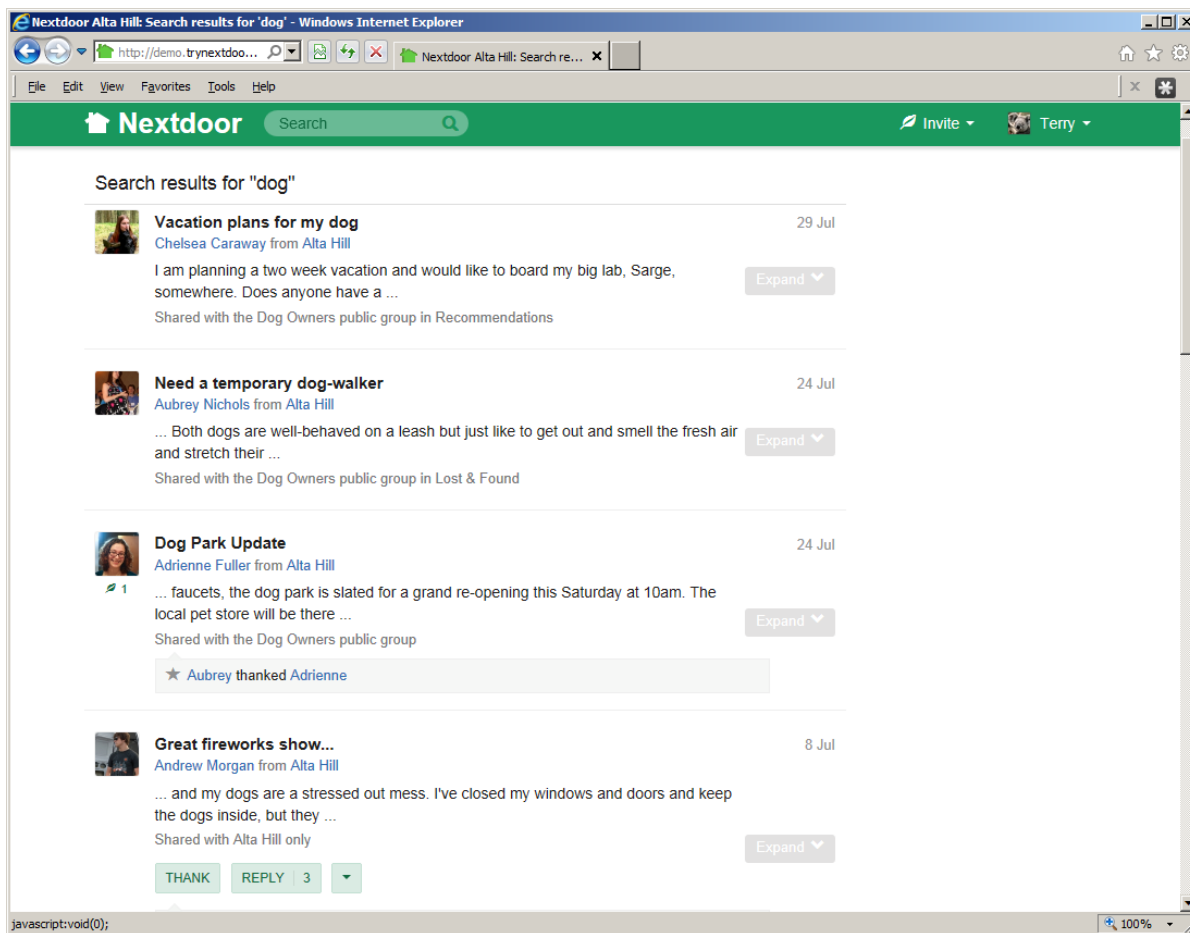 Nextdoor Alta Hill: Search results for 'dog' - Windows Internet Explorer
http://demo.trynextdoo...
Nextdoor Alta Hill: Search re...
File Edit View Favorites Tools Help
Nextdoor
Search
Invite
Terry
Search results for "dog"
Vacation plans for my dog
29 Jul
Chelsea Caraway from Alta Hill
I am planning a two week vacation and would like to board my big lab, Sarge,
somewhere. Does anyone have a ...
Expand
Shared with the Dog Owners public group in Recommendations
Need a temporary dog-walker
24 Jul
Aubrey Nichols from Alta Hill
... Both dogs are well-behaved on a leash but just like to get out and smell the fresh air
and stretch their ...
Expand
Shared with the Dog Owners public group in Lost & Found
Dog Park Update
24 Jul
Adrienne Fuller from Alta Hill
1
... faucets, the dog park is slated for a grand re-opening this Saturday at 10am. The
local pet store will be there ...
Expand
Shared with the Dog Owners public group
Aubrey thanked Adrienne
Great fireworks show...
8 Jul
Andrew Morgan from Alta Hill
... and my dogs are a stressed out mess. I've closed my windows and doors and keep
the dogs inside, but they ...
Shared with Alta Hill only
Expand
THANK
REPLY 3
javascript:void(0);
100%